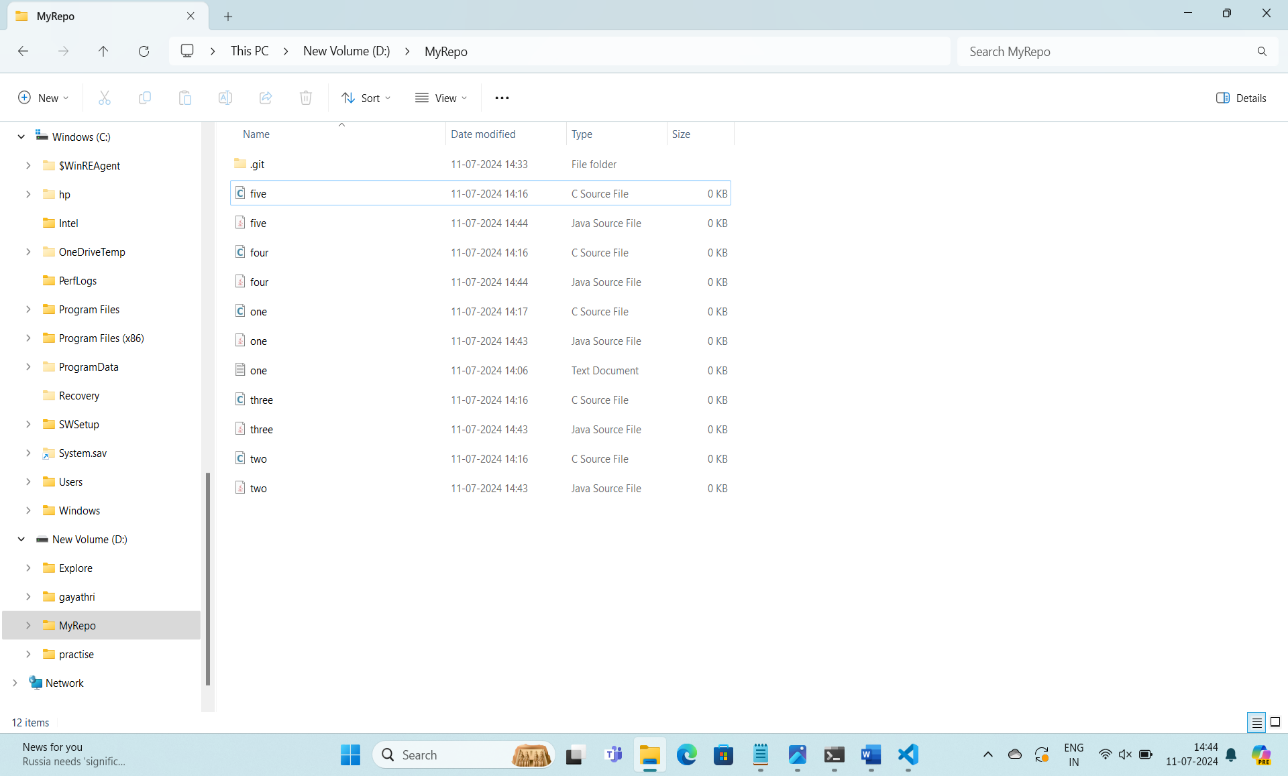 MyRepo
This PC
New Volume (D:)
MyRepo
Search MyRepo
New
Sort
View
Details
Windows (C:)
$WinREAgent
hp
Intel
OneDriveTemp
PerfLogs
Program Files
Program Files (x86)
ProgramData
Recovery
SWSetup
System.sav
Users
Windows
New Volume (D:)
Explore
gayathri
MyRepo
practise
Network
Name Date modified Type Size
.git 11-07-2024 14:33 File folder
five 11-07-2024 14:16 C Source File 0 KB
five 11-07-2024 14:44 Java Source File 0 KB
four 11-07-2024 14:16 C Source File 0 KB
four 11-07-2024 14:44 Java Source File 0 KB
one 11-07-2024 14:17 C Source File 0 KB
one 11-07-2024 14:43 Java Source File 0 KB
one 11-07-2024 14:06 Text Document 0 KB
three 11-07-2024 14:16 C Source File 0 KB
three 11-07-2024 14:43 Java Source File 0 KB
two 11-07-2024 14:16 C Source File 0 KB
two 11-07-2024 14:43 Java Source File 0 KB
12 items
News for you
Russia needs 'signific...
Search
ENG
IN
14:44
11-07-2024
PRE